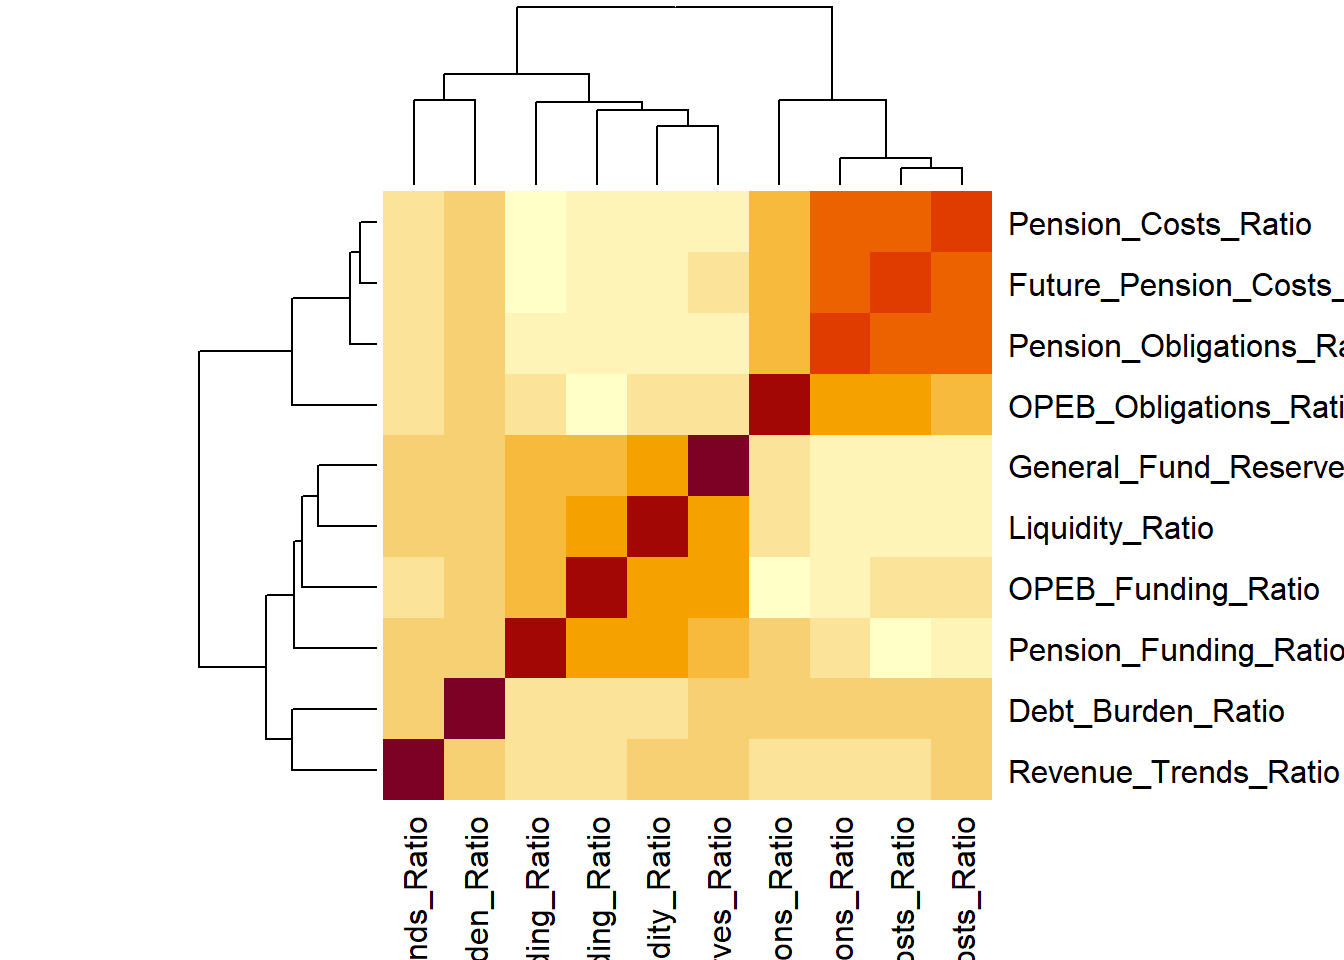 Pension_Costs_Ratio
Future_Pension_Costs_
Pension_Obligations_Ra
OPEB_Obligations_Rati
General_Fund_Reserve
Liquidity_Ratio
OPEB_Funding_Ratio
Pension_Funding_Ratio
Debt_Burden_Ratio
Revenue_Trends_Ratio
nds_Ratio
den_Ratio
ding_Ratio
ding_Ratio
dity_Ratio
rves_Ratio
ons_Ratio
ons_Ratio
osts_Ratio
osts_Ratio